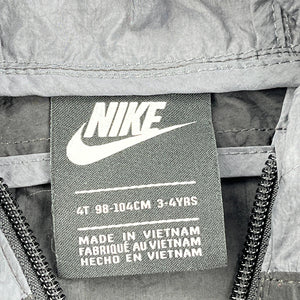 NIKE
4T 98-104CM 3-4YRS
MADE IN VIETNAM
FABRIQUÉ AU VIETNAM
HECHO EN VIETNAM